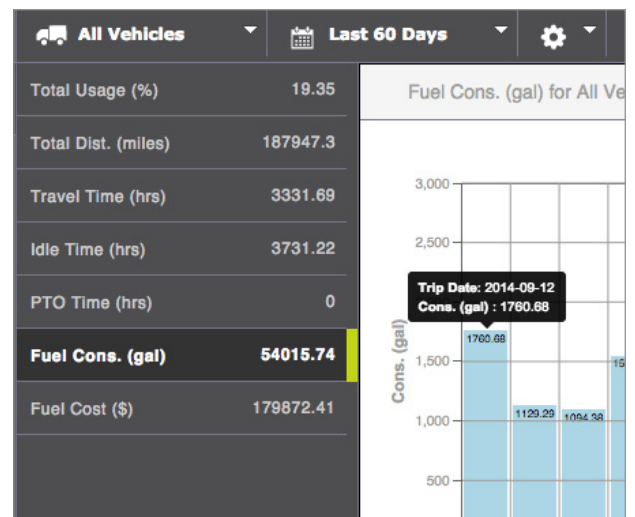 All Vehicles
Last 60 Days
Total Usage (%) 19.35
Total Dist. (miles) 187947.3
Travel Time (hrs) 3331.69
Idle Time (hrs) 3731.22
PTO Time (hrs) 0
Fuel Cons. (gal) 54015.74
Fuel Cost ($) 179872.41
Fuel Cons. (gal) for All Ve
3,000
2,500
Trip Date: 2014-09-12
Cons. (gal) : 1760.68
1,500
1,000
500
Cons. (gal)
1760.68
1129.29
1094.38